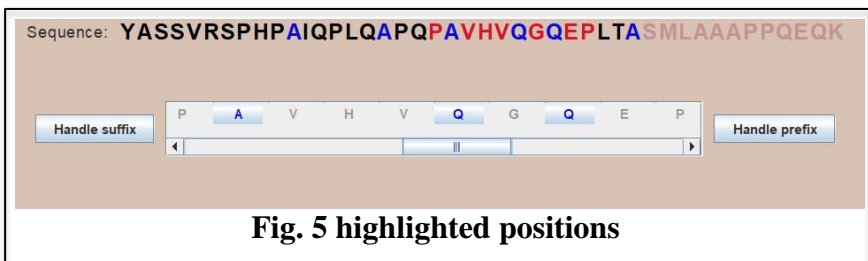 Sequence: YASSVRSPHPAIQPLQAPQPAVHVQGQEPLTASMLAAAPPQEQK
Handle suffix P A V H V Q G Q E P Handle prefix
Fig. 5 highlighted positions